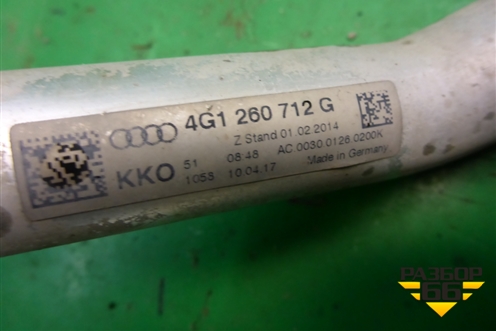 4G1 260 712 G
Z Stand 01.02.2014
KKO 51 08:48 AC.0030.0126.0200K
1055 10.04.17 Made in Germany
РАЗБОР
66